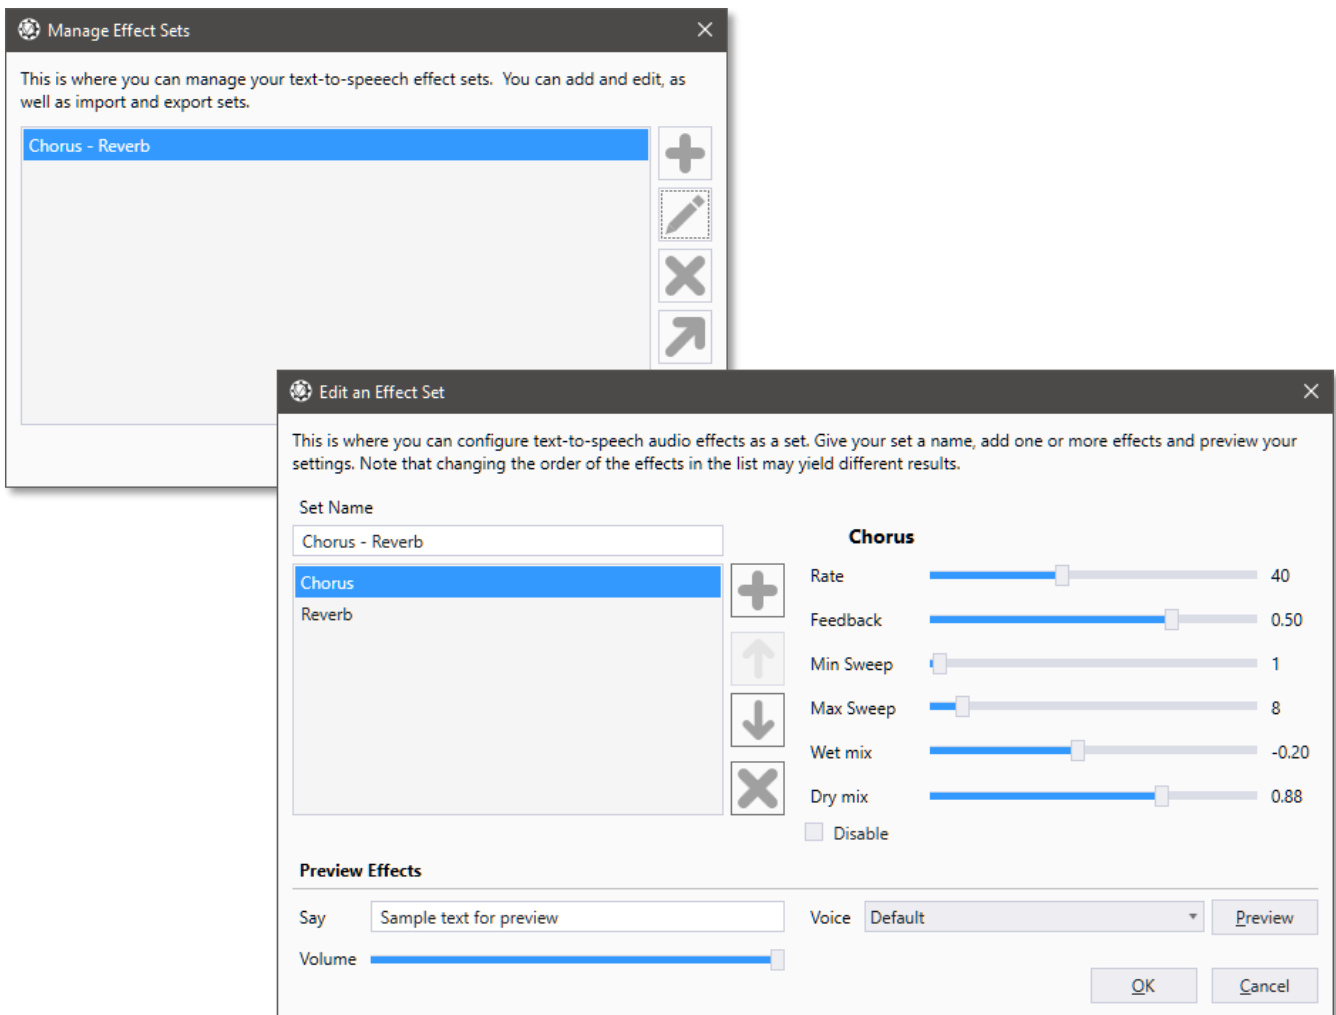 Manage Effect Sets
This is where you can manage your text-to-speeech effect sets.  You can add and edit, as
well as import and export sets.
Chorus - Reverb
Edit an Effect Set
This is where you can configure text-to-speech audio effects as a set. Give your set a name, add one or more effects and preview your
settings. Note that changing the order of the effects in the list may yield different results.
Set Name
Chorus - Reverb
Chorus
Reverb
Chorus
Rate 40
Feedback 0.50
Min Sweep 1
Max Sweep 8
Wet mix -0.20
Dry mix 0.88
Disable
Preview Effects
Say Sample text for preview Voice Default Preview
Volume
OK Cancel